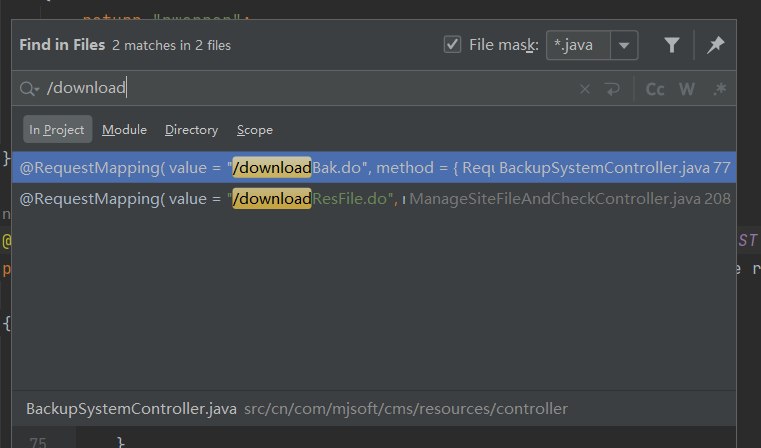 return "pmannan";
Find in Files 2 matches in 2 files File mask: *.java
/download Cc W .*
In Project Module Directory Scope
}
@RequestMapping( value = "/downloadBak.do", method = { Requ BackupSystemController.java 77
@RequestMapping( value = "/downloadResFile.do", r ManageSiteFileAndCheckController.java 208
n
@ ST
p e r
{
BackupSystemController.java src/cn/com/mjsoft/cms/resources/controller
75 }